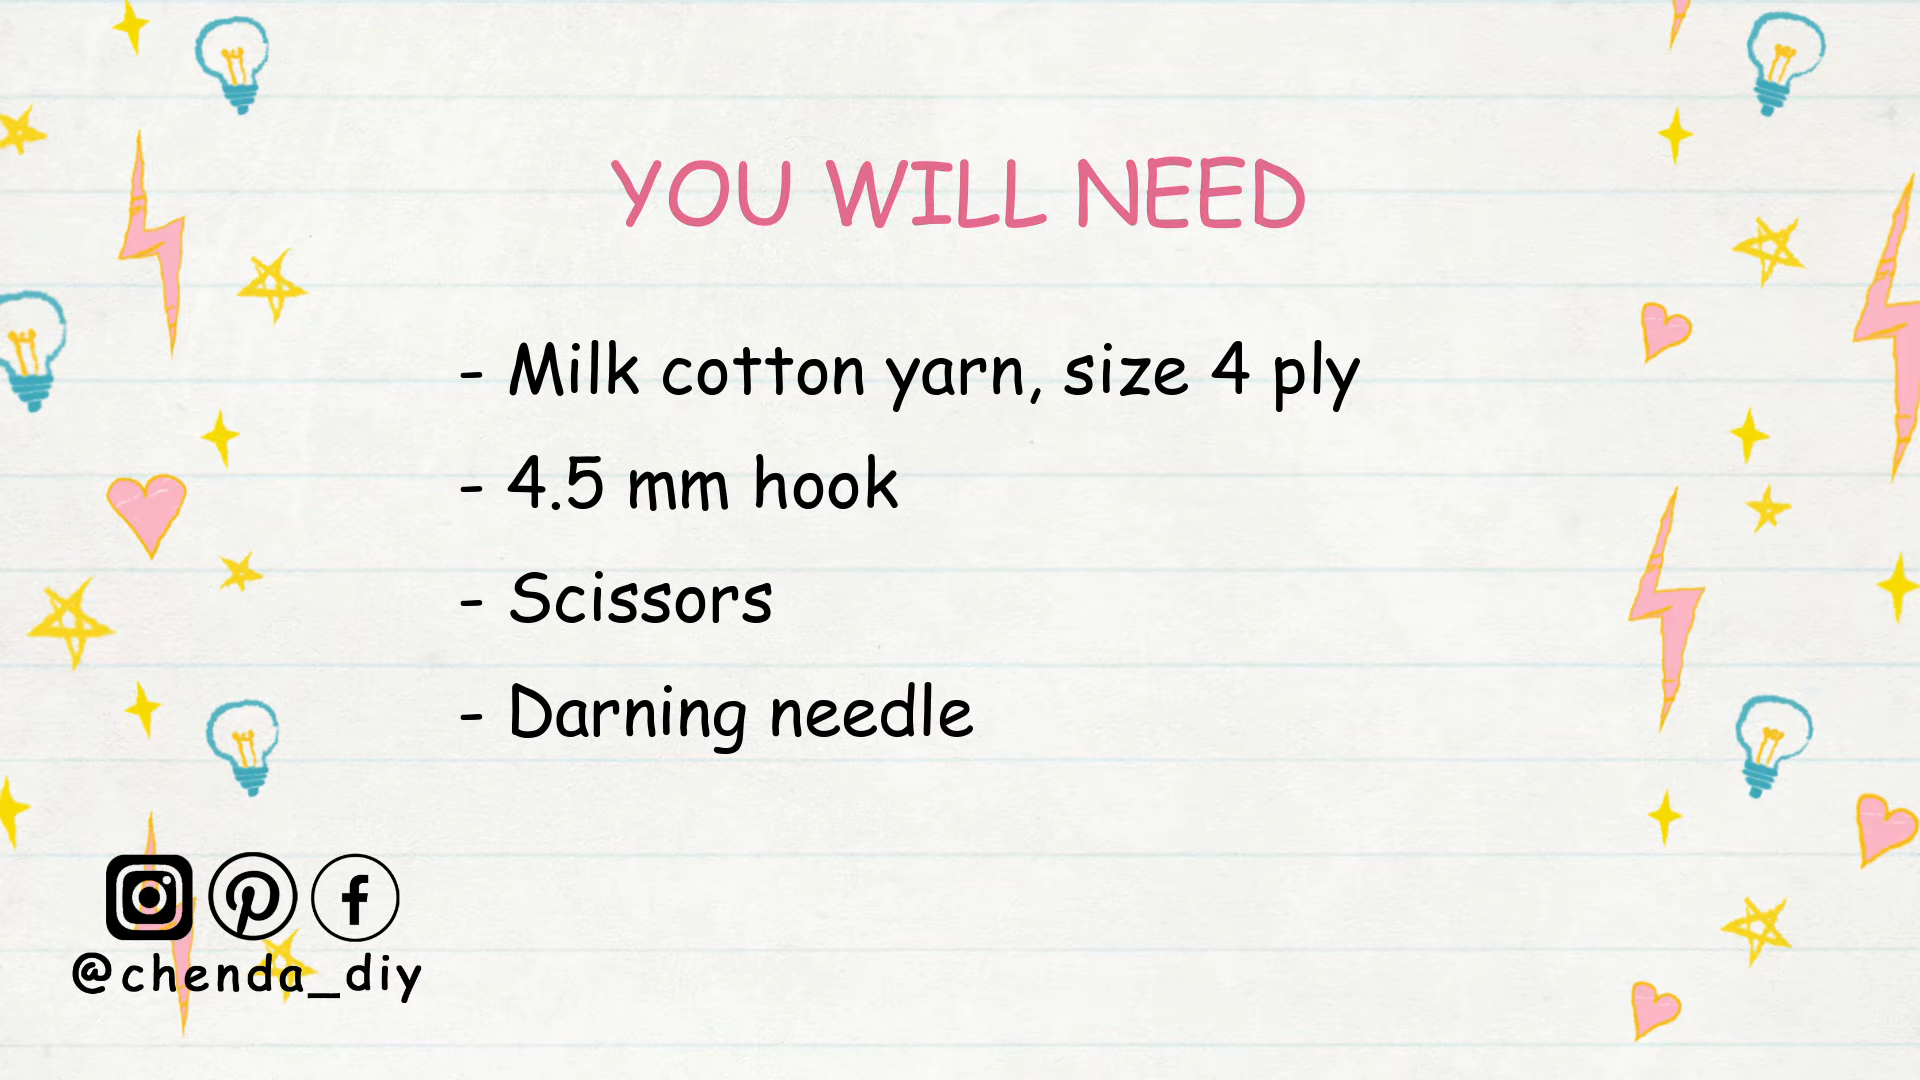 YOU WILL NEED
- Milk cotton yarn, size 4 ply
- 4.5 mm hook
- Scissors
- Darning needle
@chenda_diy